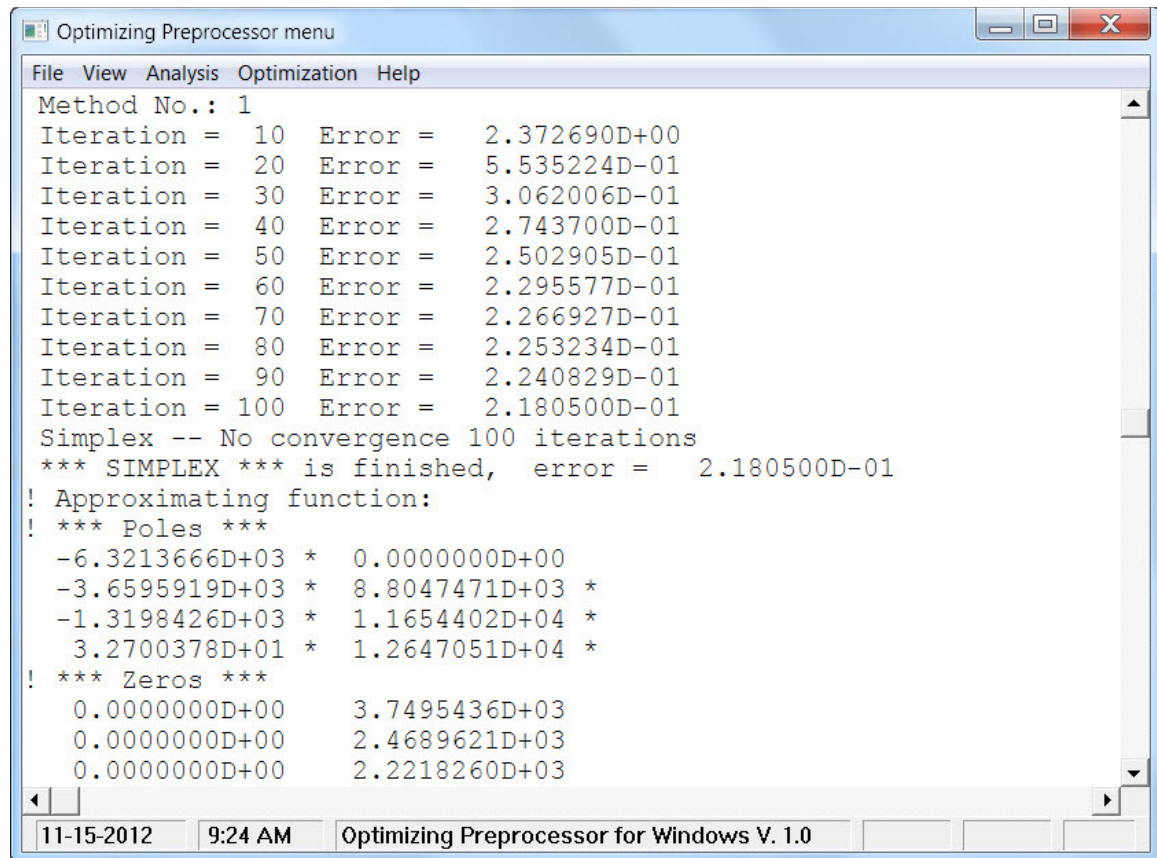 Optimizing Preprocessor menu
File View Analysis Optimization Help
Method No.: 1
Iteration =  10  Error =   2.372690D+00
Iteration =  20  Error =   5.535224D-01
Iteration =  30  Error =   3.062006D-01
Iteration =  40  Error =   2.743700D-01
Iteration =  50  Error =   2.502905D-01
Iteration =  60  Error =   2.295577D-01
Iteration =  70  Error =   2.266927D-01
Iteration =  80  Error =   2.253234D-01
Iteration =  90  Error =   2.240829D-01
Iteration = 100  Error =   2.180500D-01
Simplex -- No convergence 100 iterations
*** SIMPLEX *** is finished,  error =   2.180500D-01
! Approximating function:
! *** Poles ***
-6.3213666D+03 *  0.0000000D+00
-3.6595919D+03 *  8.8047471D+03 *
-1.3198426D+03 *  1.1654402D+04 *
3.2700378D+01 *  1.2647051D+04 *
! *** Zeros ***
0.0000000D+00    3.7495436D+03
0.0000000D+00    2.4689621D+03
0.0000000D+00    2.2218260D+03
11-15-2012 9:24 AM Optimizing Preprocessor for Windows V. 1.0